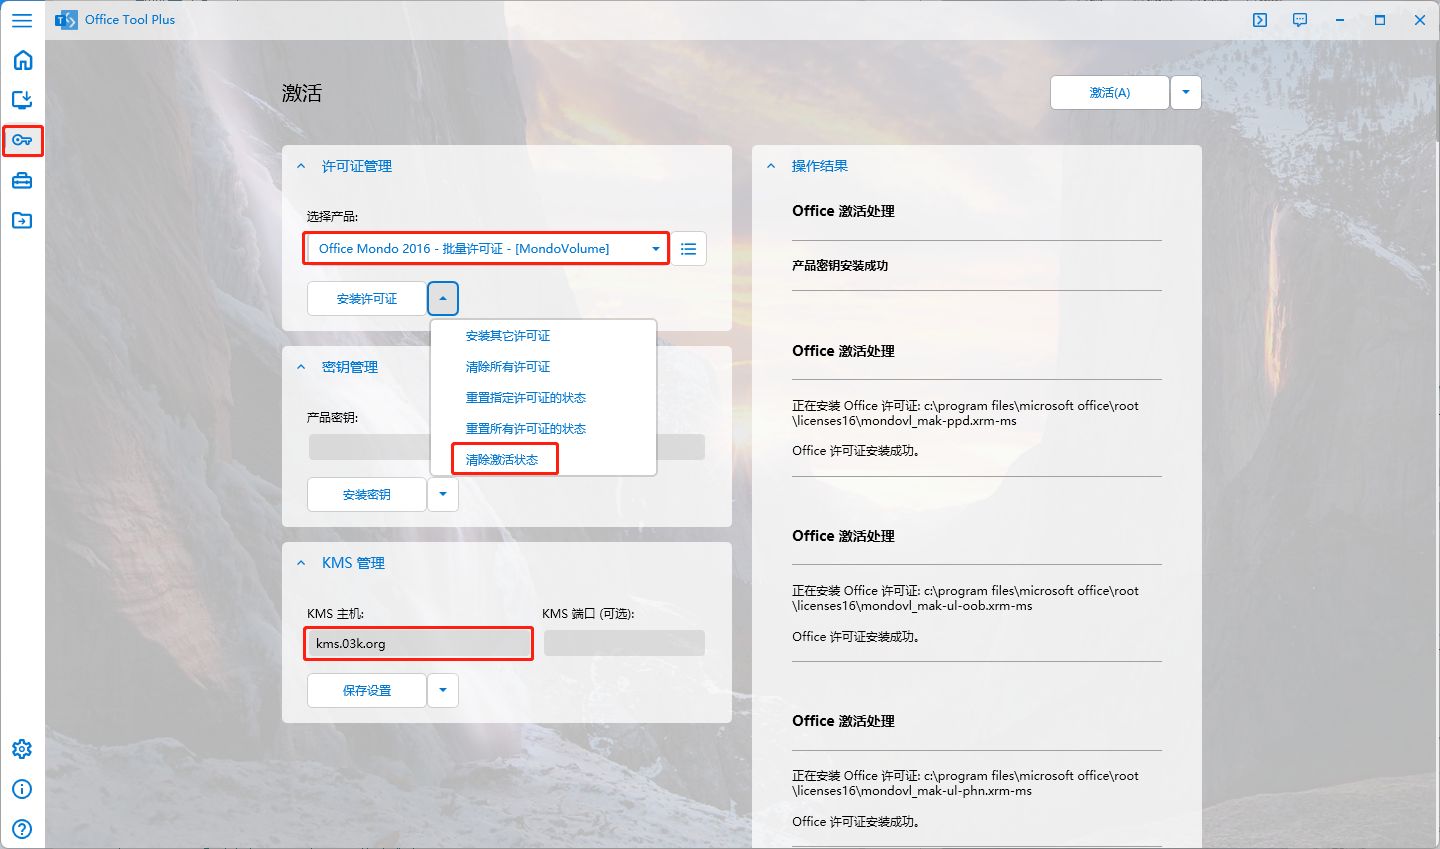 Office Tool Plus
激活
激活(A)
许可证管理
选择产品:
Office Mondo 2016 - 批量许可证 - [MondoVolume]
安装许可证
安装其它许可证
清除所有许可证
重置指定许可证的状态
重置所有许可证的状态
清除激活状态
密钥管理
产品密钥:
安装密钥
KMS 管理
KMS 主机:
KMS 端口 (可选):
kms.03k.org
保存设置
操作结果
Office 激活处理
产品密钥安装成功
Office 激活处理
正在安装 Office 许可证: c:\program files\microsoft office\root
\licenses16\mondovl_mak-ppd.xrm-ms
Office 许可证安装成功。
Office 激活处理
正在安装 Office 许可证: c:\program files\microsoft office\root
\licenses16\mondovl_mak-ul-oob.xrm-ms
Office 许可证安装成功。
Office 激活处理
正在安装 Office 许可证: c:\program files\microsoft office\root
\licenses16\mondovl_mak-ul-phn.xrm-ms
Office 许可证安装成功。